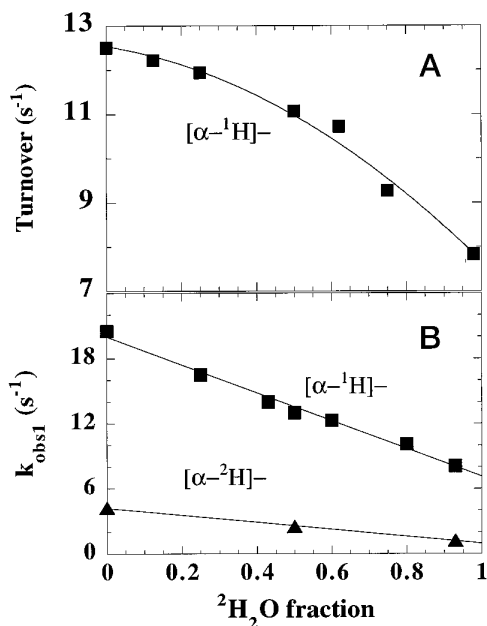 13
A
11
[α–¹H]–
9
7
Turnover (s⁻¹)
B
18
[α–¹H]–
12
[α–²H]–
6
0
k_obs1 (s⁻¹)
0 0.2 0.4 0.6 0.8 1
²H₂O fraction